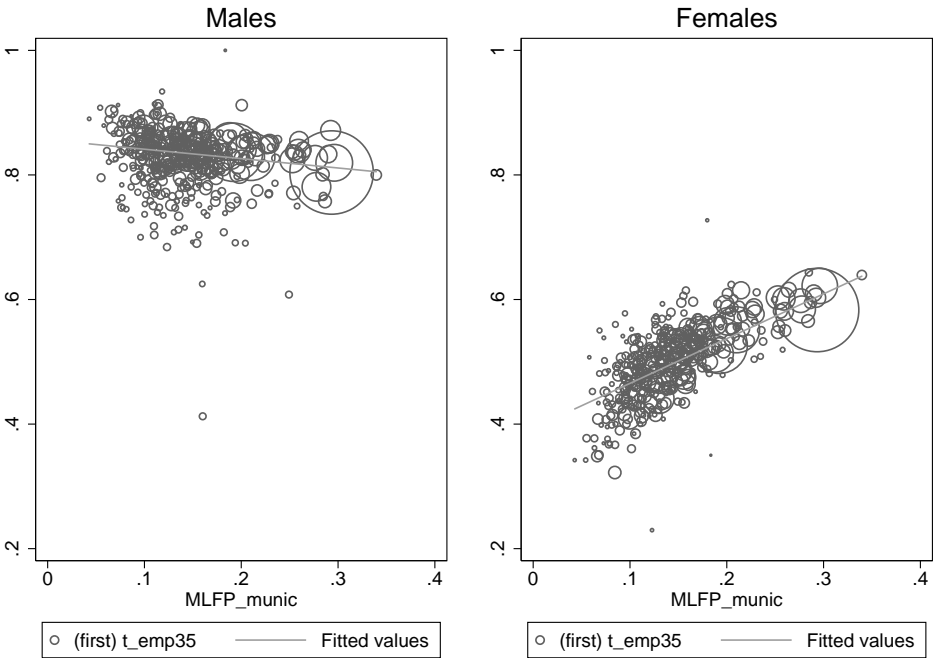 Males
1
.8
.6
.4
.2
0 .1 .2 .3 .4
MLFP_munic
(first) t_emp35 Fitted values
Females
1
.8
.6
.4
.2
0 .1 .2 .3 .4
MLFP_munic
(first) t_emp35 Fitted values